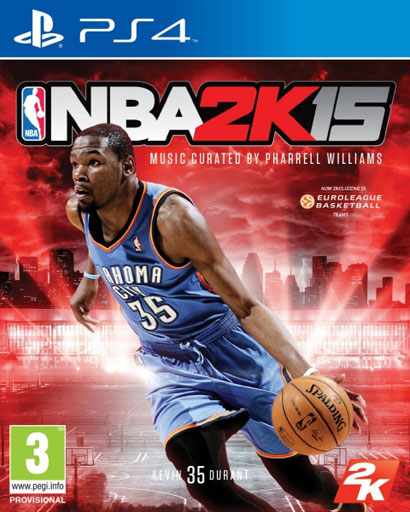 PS4
NBA
NBA2K15
MUSIC CURATED BY PHARRELL WILLIAMS
NOW INCLUDING 25
EUROLEAGUE
BASKETBALL
TEAMS
OKLAHOMA
CITY
35
SPALDING
3
www.pegi.info
PROVISIONAL
KEVIN 35 DURANT
2K